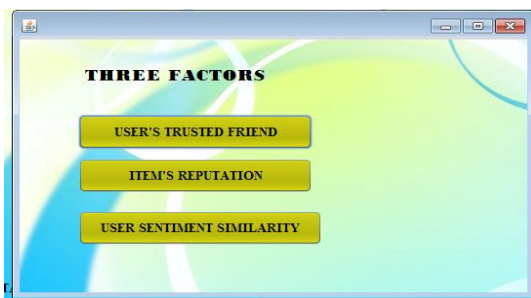 THREE FACTORS
USER'S TRUSTED FRIEND
ITEM'S REPUTATION
USER SENTIMENT SIMILARITY